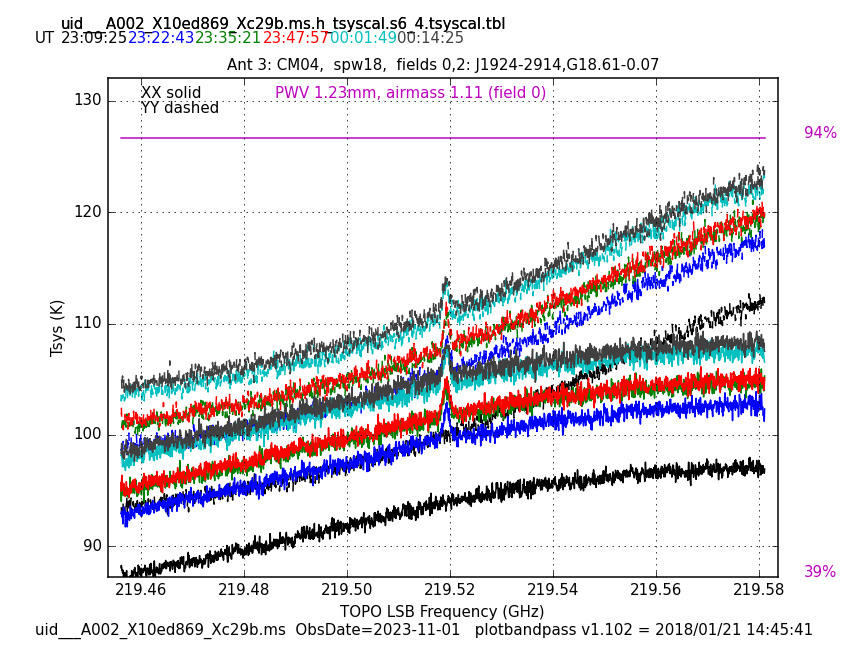 uid___A002_X10ed869_Xc29b.ms.h_tsyscal.s6_4.tsyscal.tbl
UT 23:09:25 23:22:43 23:35:21 23:47:57 00:01:49 00:14:25
Ant 3: CM04,  spw18,  fields 0,2: J1924-2914,G18.61-0.07
XX solid PWV 1.23mm, airmass 1.11 (field 0)
YY dashed
130
120
110
100
90
94%
39%
Tsys (K)
219.46 219.48 219.50 219.52 219.54 219.56 219.58
TOPO LSB Frequency (GHz)
uid___A002_X10ed869_Xc29b.ms  ObsDate=2023-11-01   plotbandpass v1.102 = 2018/01/21 14:45:41